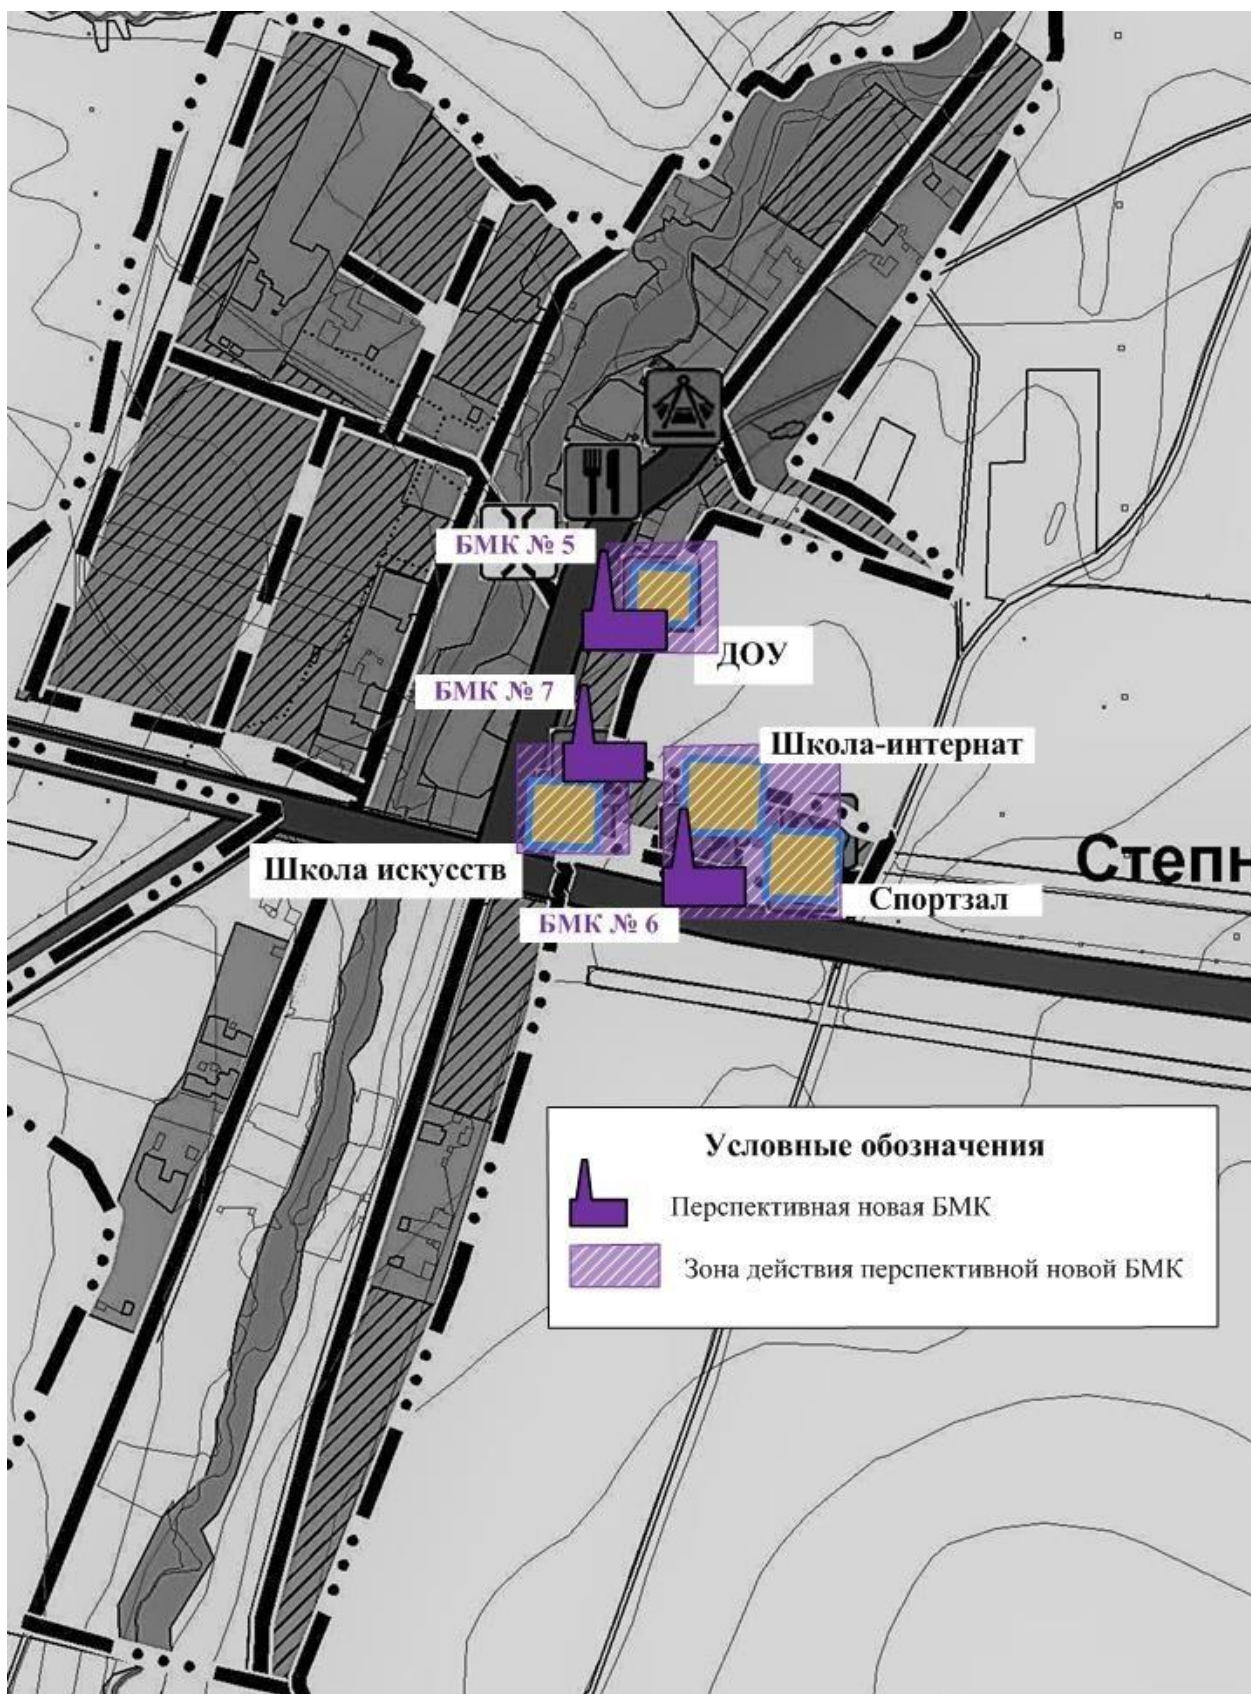 БМК № 5
ДОУ
БМК № 7
Школа-интернат
Степн
Школа искусств
Спортзал
БМК № 6
Условные обозначения
Перспективная новая БМК
Зона действия перспективной новой БМК